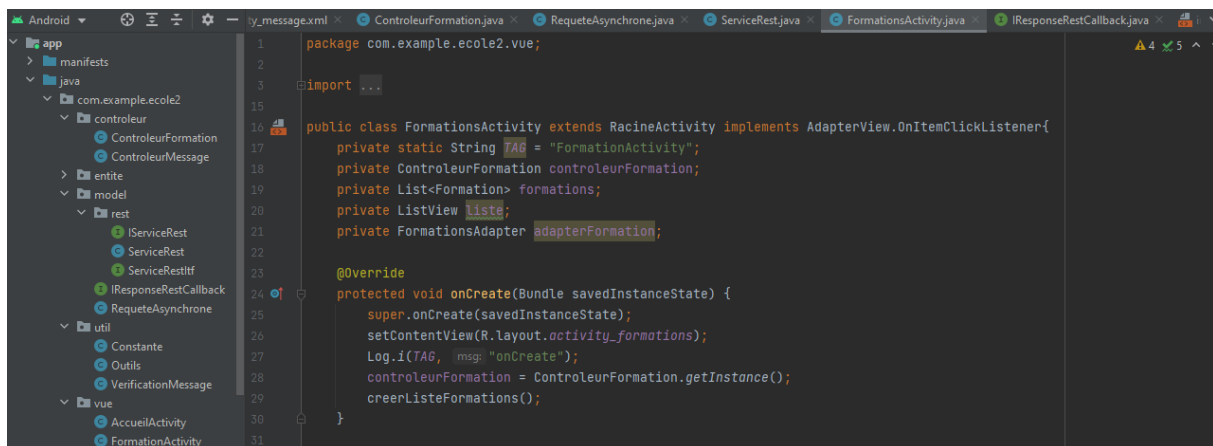 Android
ty_message.xml
ControleurFormation.java
RequeteAsynchrone.java
ServiceRest.java
FormationsActivity.java
IResponseRestCallback.java
app
manifests
java
com.example.ecole2
controleur
ControleurFormation
ControleurMessage
entite
model
rest
IServiceRest
ServiceRest
ServiceRestItf
IResponseRestCallback
RequeteAsynchrone
util
Constante
Outils
VerificationMessage
vue
AccueilActivity
FormationActivity
4 5
1 package com.example.ecole2.vue;
2
3 import ...
15
16 public class FormationsActivity extends RacineActivity implements AdapterView.OnItemClickListener{
17 private static String TAG = "FormationActivity";
18 private ControleurFormation controleurFormation;
19 private List<Formation> formations;
20 private ListView liste;
21 private FormationsAdapter adapterFormation;
22
23 @Override
24 protected void onCreate(Bundle savedInstanceState) {
25 super.onCreate(savedInstanceState);
26 setContentView(R.layout.activity_formations);
27 Log.i(TAG, msg: "onCreate");
28 controleurFormation = ControleurFormation.getInstance();
29 creerListeFormations();
30 }
31